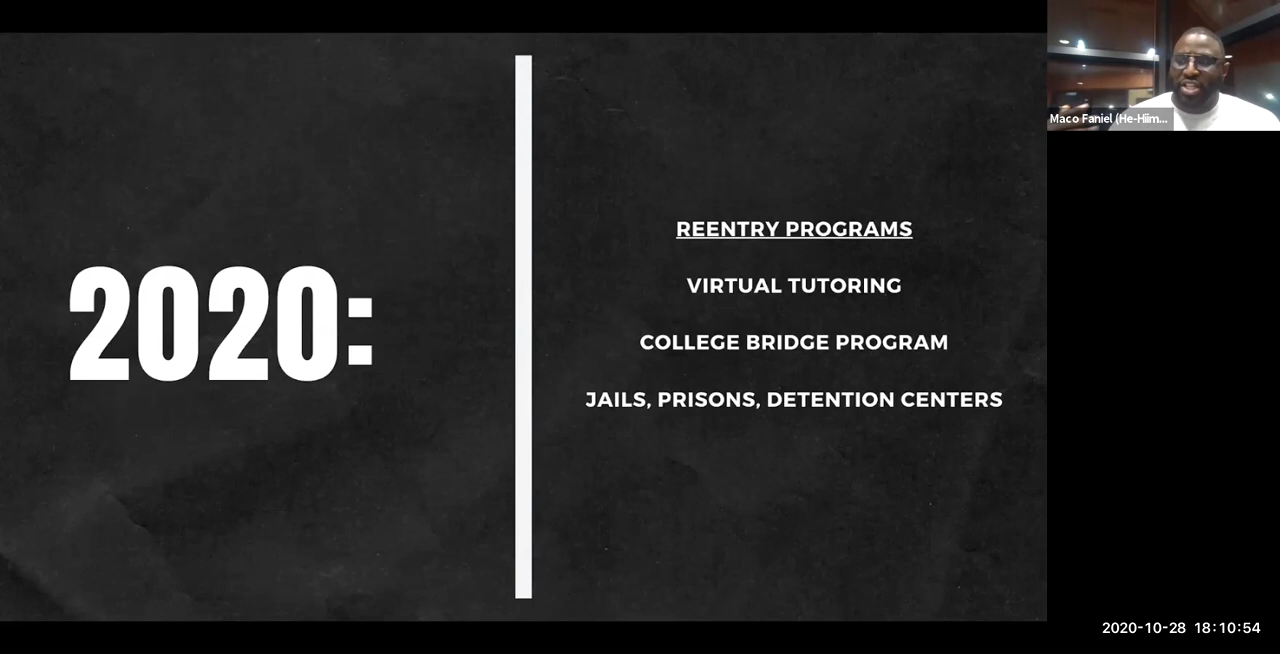 2020:
REENTRY PROGRAMS
VIRTUAL TUTORING
COLLEGE BRIDGE PROGRAM
JAILS, PRISONS, DETENTION CENTERS
Maco Faniel (He-Hiim...
2020-10-28 18:10:54